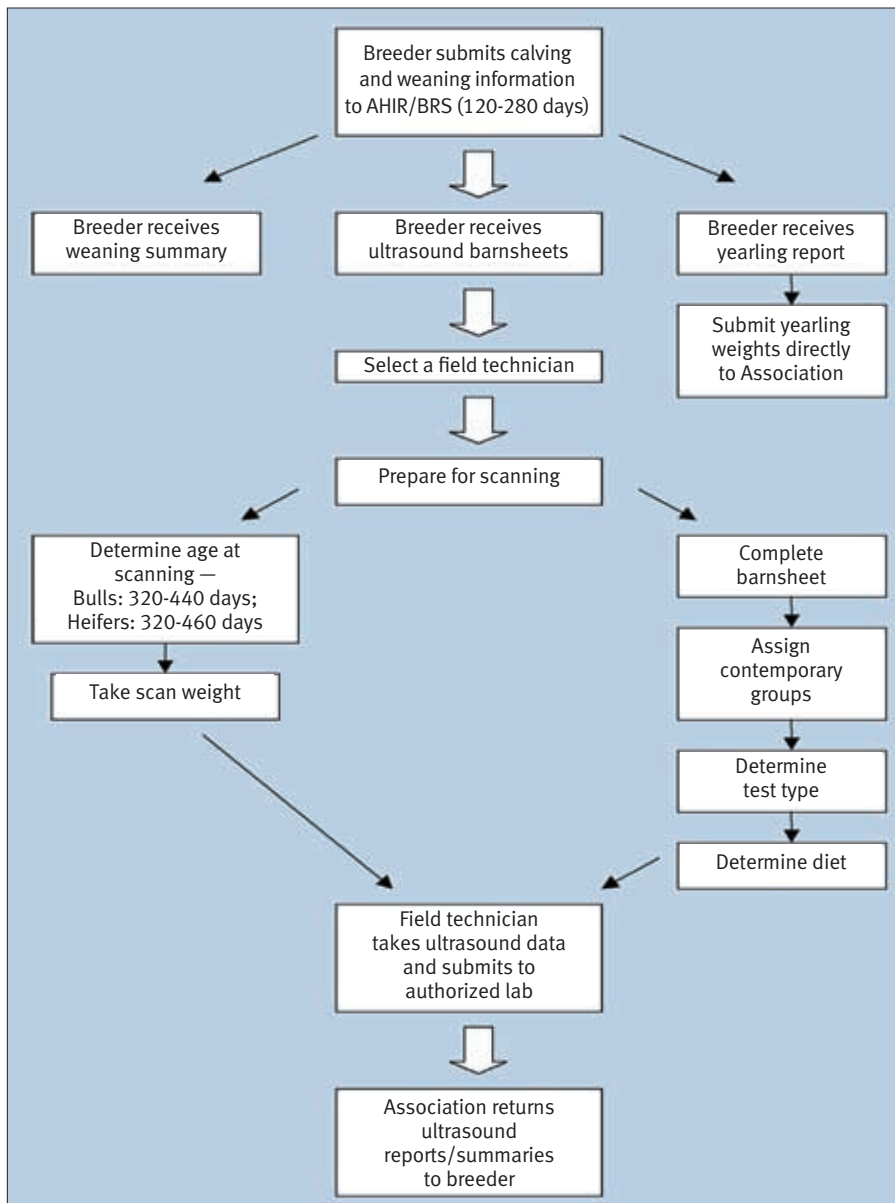 Breeder submits calving
and weaning information
to AHIR/BRS (120-280 days)
Breeder receives
weaning summary
Breeder receives
ultrasound barnsheets
Breeder receives
yearling report
Submit yearling
weights directly
to Association
Select a field technician
Prepare for scanning
Determine age at
scanning —
Bulls: 320-440 days;
Heifers: 320-460 days
Take scan weight
Complete
barnsheet
Assign
contemporary
groups
Determine
test type
Determine diet
Field technician
takes ultrasound data
and submits to
authorized lab
Association returns
ultrasound
reports/summaries
to breeder